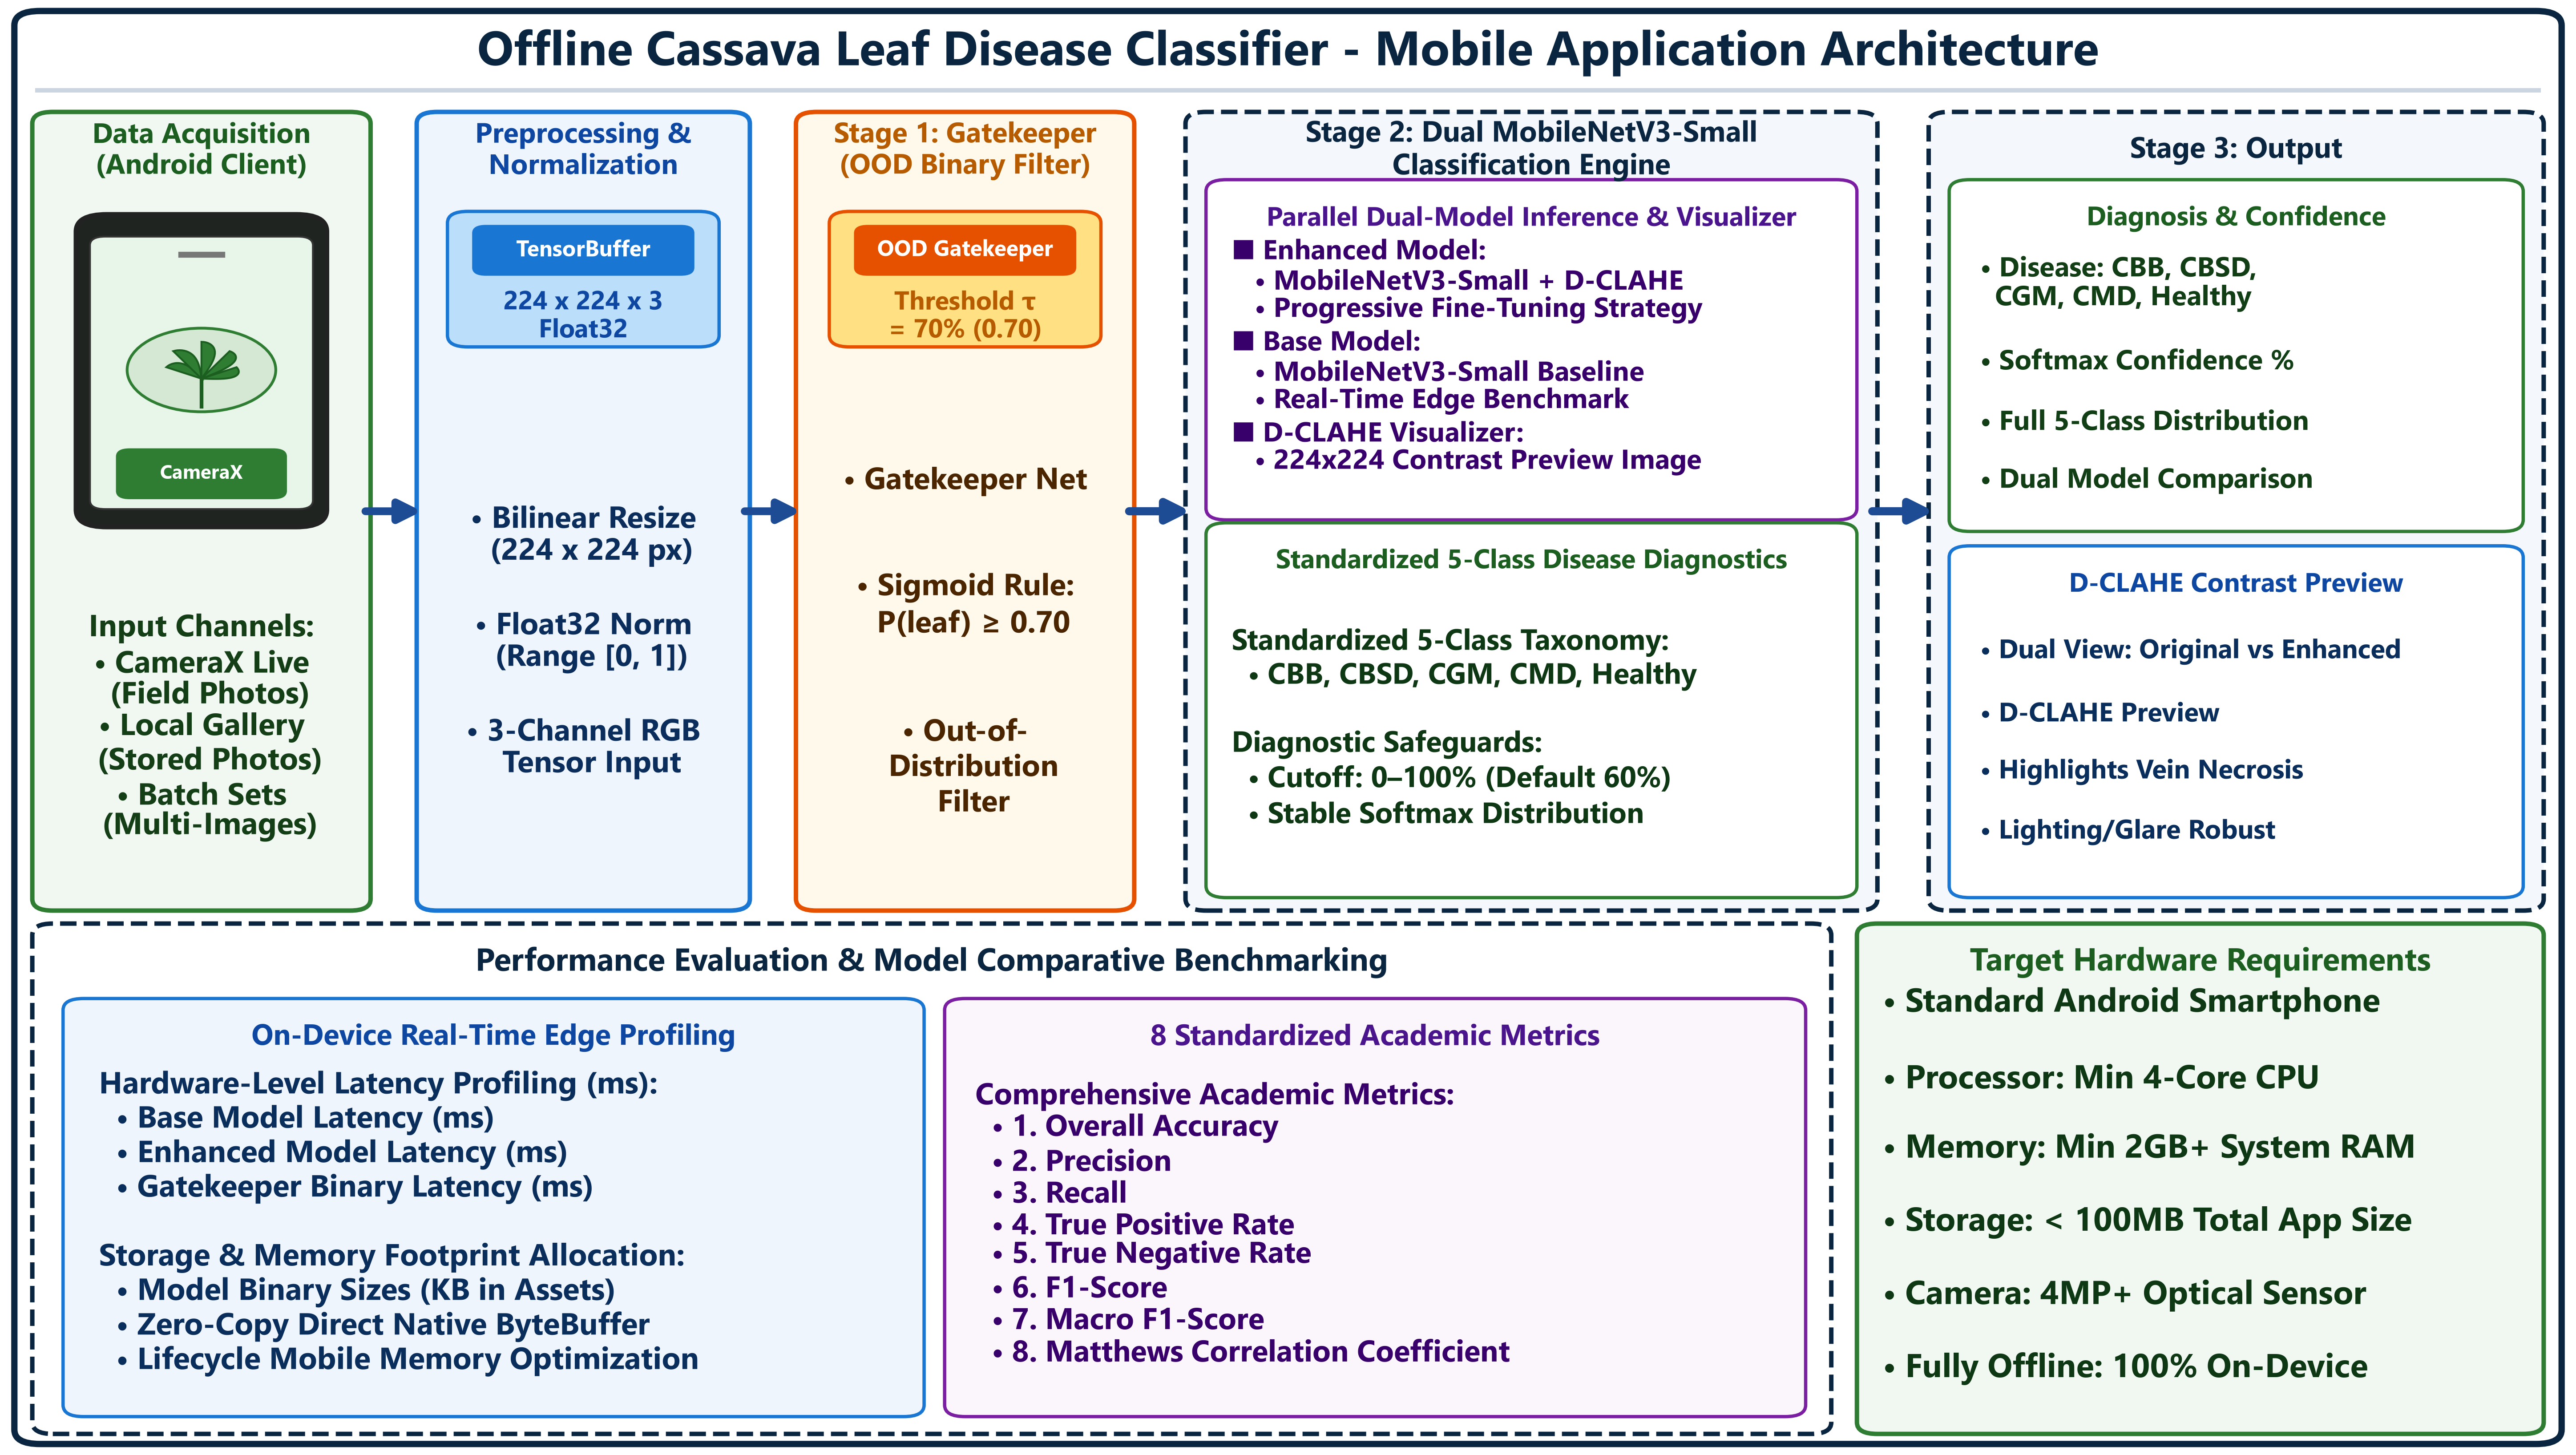 Offline Cassava Leaf Disease Classifier - Mobile Application Architecture
Data Acquisition
(Android Client)
CameraX
Input Channels:
• CameraX Live
(Field Photos)
• Local Gallery
(Stored Photos)
• Batch Sets
(Multi-Images)
Preprocessing &
Normalization
TensorBuffer
224 x 224 x 3
Float32
• Bilinear Resize
(224 x 224 px)
• Float32 Norm
(Range [0, 1])
• 3-Channel RGB
Tensor Input
Stage 1: Gatekeeper
(OOD Binary Filter)
OOD Gatekeeper
Threshold τ
= 70% (0.70)
• Gatekeeper Net
• Sigmoid Rule:
P(leaf) ≥ 0.70
• Out-of-
Distribution
Filter
Stage 2: Dual MobileNetV3-Small
Classification Engine
Parallel Dual-Model Inference & Visualizer
■ Enhanced Model:
• MobileNetV3-Small + D-CLAHE
• Progressive Fine-Tuning Strategy
■ Base Model:
• MobileNetV3-Small Baseline
• Real-Time Edge Benchmark
■ D-CLAHE Visualizer:
• 224x224 Contrast Preview Image
Standardized 5-Class Disease Diagnostics
Standardized 5-Class Taxonomy:
• CBB, CBSD, CGM, CMD, Healthy
Diagnostic Safeguards:
• Cutoff: 0–100% (Default 60%)
• Stable Softmax Distribution
Stage 3: Output
Diagnosis & Confidence
• Disease: CBB, CBSD,
CGM, CMD, Healthy
• Softmax Confidence %
• Full 5-Class Distribution
• Dual Model Comparison
D-CLAHE Contrast Preview
• Dual View: Original vs Enhanced
• D-CLAHE Preview
• Highlights Vein Necrosis
• Lighting/Glare Robust
Performance Evaluation & Model Comparative Benchmarking
On-Device Real-Time Edge Profiling
Hardware-Level Latency Profiling (ms):
• Base Model Latency (ms)
• Enhanced Model Latency (ms)
• Gatekeeper Binary Latency (ms)
Storage & Memory Footprint Allocation:
• Model Binary Sizes (KB in Assets)
• Zero-Copy Direct Native ByteBuffer
• Lifecycle Mobile Memory Optimization
8 Standardized Academic Metrics
Comprehensive Academic Metrics:
• 1. Overall Accuracy
• 2. Precision
• 3. Recall
• 4. True Positive Rate
• 5. True Negative Rate
• 6. F1-Score
• 7. Macro F1-Score
• 8. Matthews Correlation Coefficient
Target Hardware Requirements
• Standard Android Smartphone
• Processor: Min 4-Core CPU
• Memory: Min 2GB+ System RAM
• Storage: < 100MB Total App Size
• Camera: 4MP+ Optical Sensor
• Fully Offline: 100% On-Device